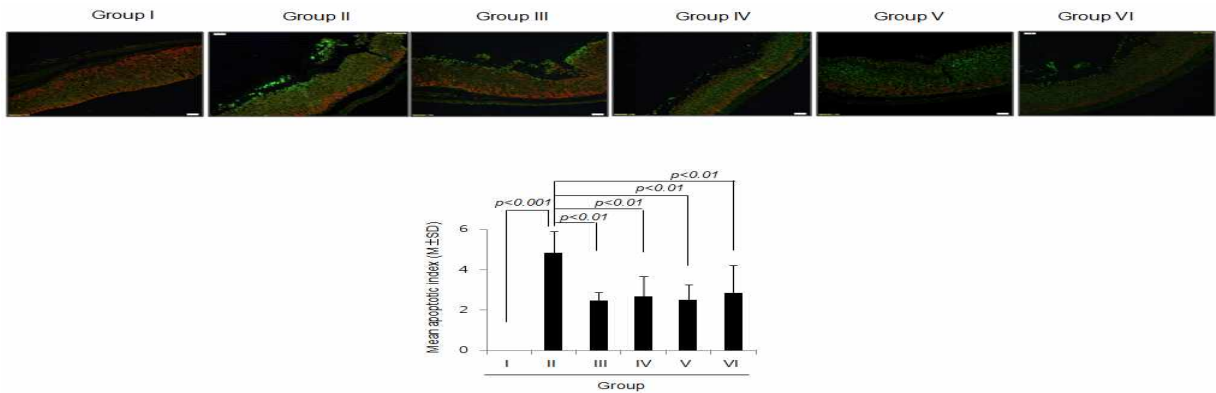 Group I Group II Group III Group IV Group V Group VI
p<0.01
p<0.01
p<0.001 p<0.01
p<0.01
Mean apoptotic index (M±SD)
6
4
2
0
I II III IV V VI
Group